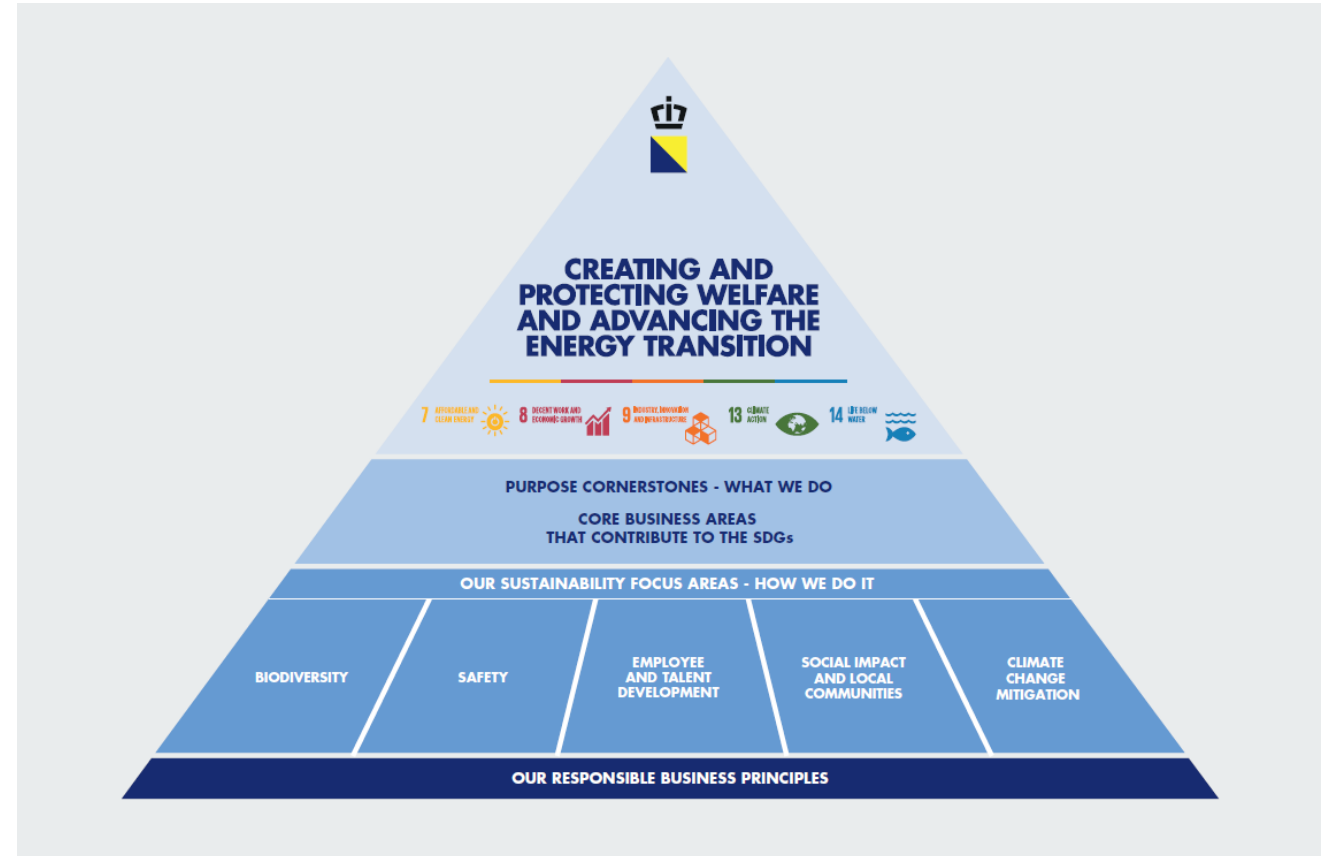 CREATING AND
PROTECTING WELFARE
AND ADVANCING THE
ENERGY TRANSITION
7 AFFORDABLE AND
CLEAN ENERGY
8 DECENT WORK AND
ECONOMIC GROWTH
9 INDUSTRY, INNOVATION
AND INFRASTRUCTURE
13 CLIMATE
ACTION
14 LIFE BELOW
WATER
PURPOSE CORNERSTONES - WHAT WE DO
CORE BUSINESS AREAS
THAT CONTRIBUTE TO THE SDGs
OUR SUSTAINABILITY FOCUS AREAS - HOW WE DO IT
BIODIVERSITY
SAFETY
EMPLOYEE
AND TALENT
DEVELOPMENT
SOCIAL IMPACT
AND LOCAL
COMMUNITIES
CLIMATE
CHANGE
MITIGATION
OUR RESPONSIBLE BUSINESS PRINCIPLES